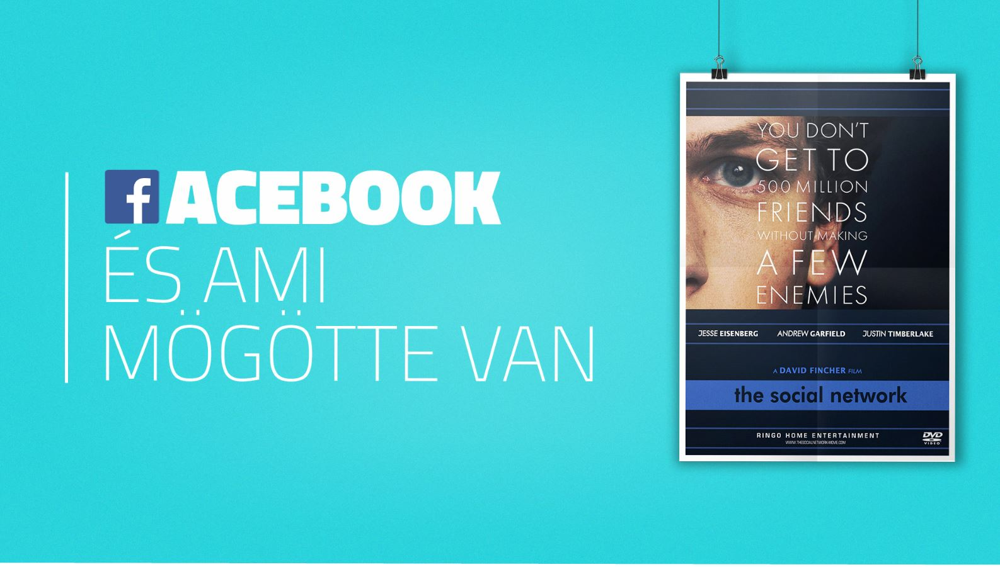 FACEBOOK
ÉS AMI
MÖGÖTTE VAN
YOU DON'T
GET TO
500 MILLION
FRIENDS
WITHOUT MAKING
A FEW
ENEMIES
JESSE EISENBERG ANDREW GARFIELD JUSTIN TIMBERLAKE
A DAVID FINCHER FILM
the social network
RINGO HOME ENTERTAINMENT
WWW.THESOCIALNETWORK-MOVIE.COM
DVD
VIDEO